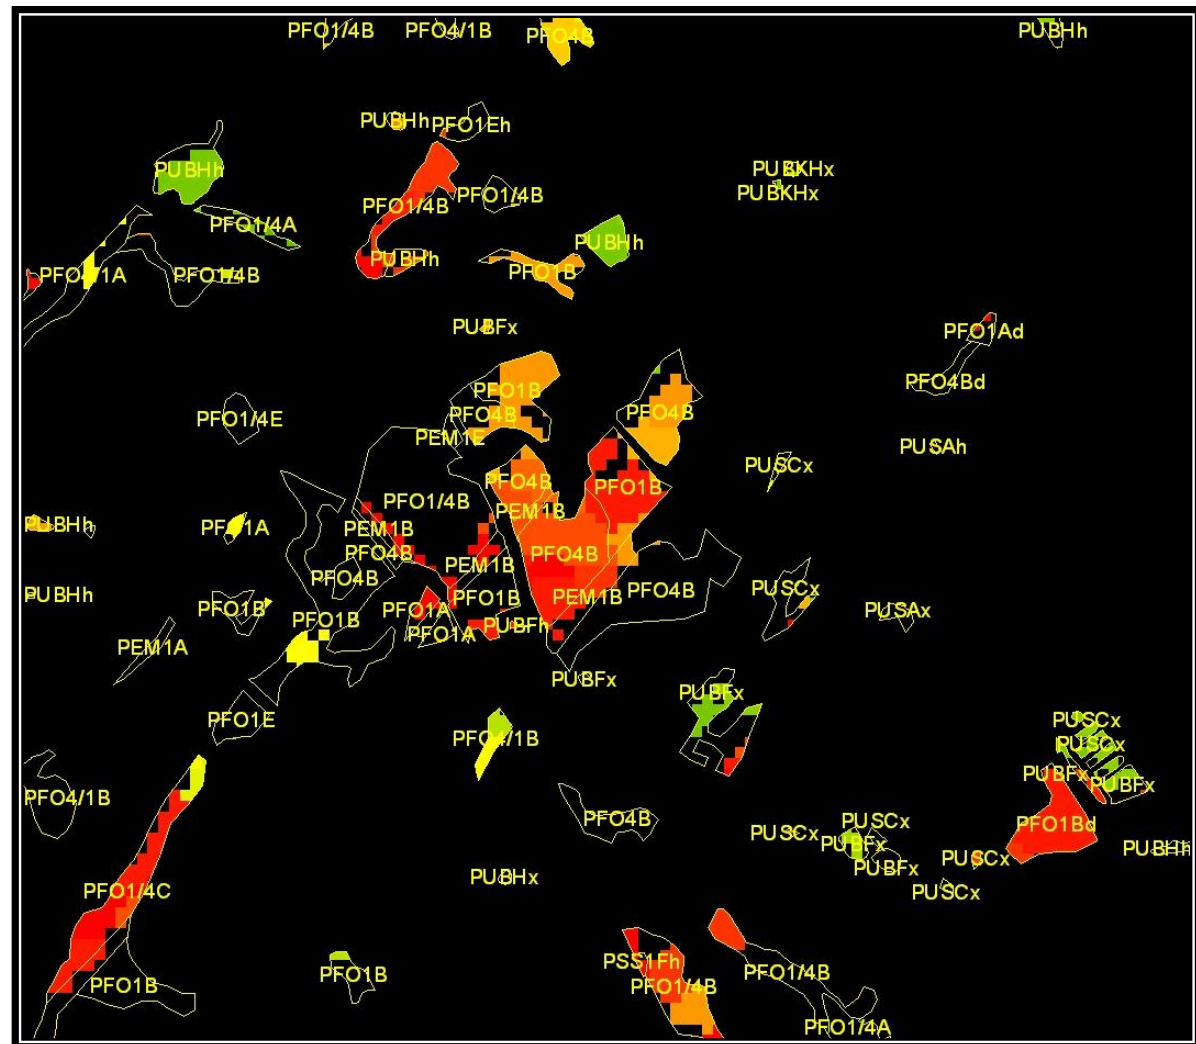 PFO1/4B
PFO4/1B
PFO4B
PUBHh
PUBHh
PFO1Eh
PUBHh
PUBKHx
PUBKHx
PFO1/4B
PFO1/4B
PFO1/4A
PUBHh
PUBHh
PFO1B
PFO4/1A
PFO1/4B
PUBFx
PFO1Ad
PFO4Bd
PFO1B
PFO4B
PFO4B
PFO1/4E
PEM1E
PUSAh
PUSCx
PFO4B
PFO1B
PFO1/4B
PEM1B
PUBHh
PFO1A
PEM1B
PFO4B
PFO4B
PEM1B
PFO4B
PUBHh
PFO1B
PFO1A
PFO1B
PEM1B
PFO4B
PUSCx
PUSAx
PFO1B
PUBFh
PFO1A
PEM1A
PUBFx
PUBFx
PFO1E
PFO4/1B
PUSCx
PUSCx
PUBFx
PUBFx
PFO4/1B
PFO4B
PUSCx
PUSCx
PFO1Bd
PUBFx
PUBHh
PUSCx
PUBFx
PUBHx
PFO1/4C
PUSCx
PSS1Fh
PFO1B
PFO1/4B
PFO1/4B
PFO1B
PFO1/4A